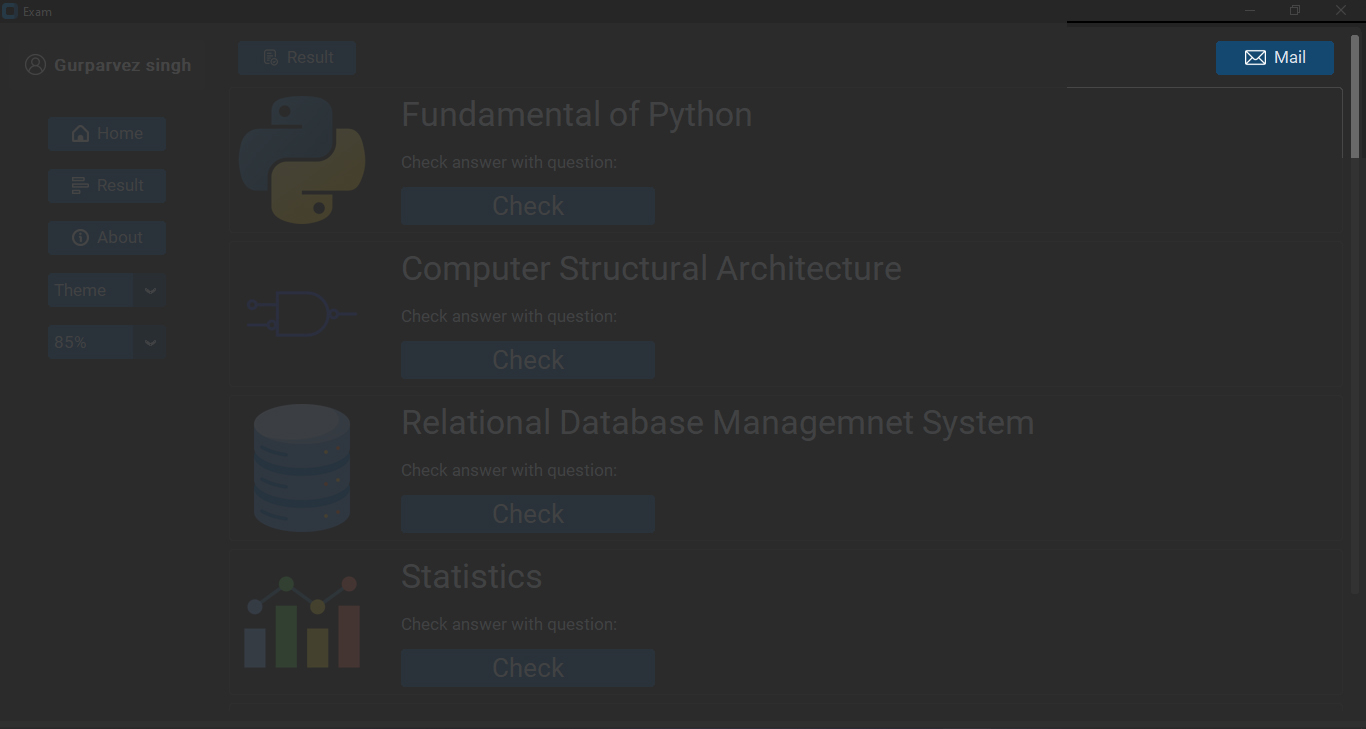 Exam
Gurparvez singh
Result
Mail
Home
Result
About
Theme
85%
Fundamental of Python
Check answer with question:
Check
Computer Structural Architecture
Check answer with question:
Check
Relational Database Managemnet System
Check answer with question:
Check
Statistics
Check answer with question:
Check